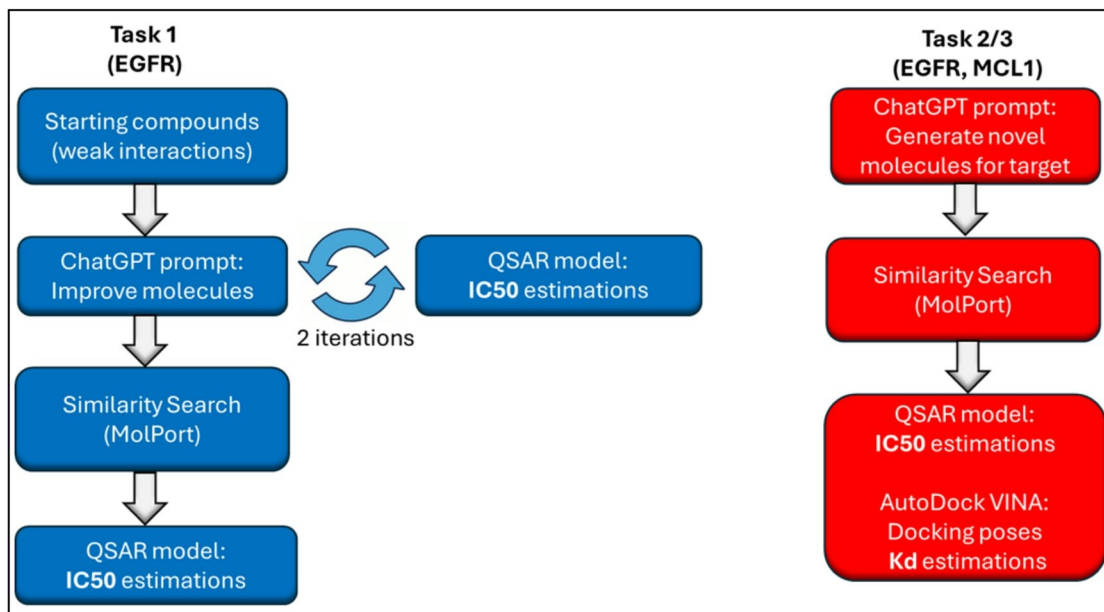 Task 1
(EGFR)
Starting compounds
(weak interactions)
ChatGPT prompt:
Improve molecules
2 iterations
QSAR model:
IC50 estimations
Similarity Search
(MolPort)
QSAR model:
IC50 estimations
Task 2/3
(EGFR, MCL1)
ChatGPT prompt:
Generate novel
molecules for target
Similarity Search
(MolPort)
QSAR model:
IC50 estimations
AutoDock VINA:
Docking poses
Kd estimations